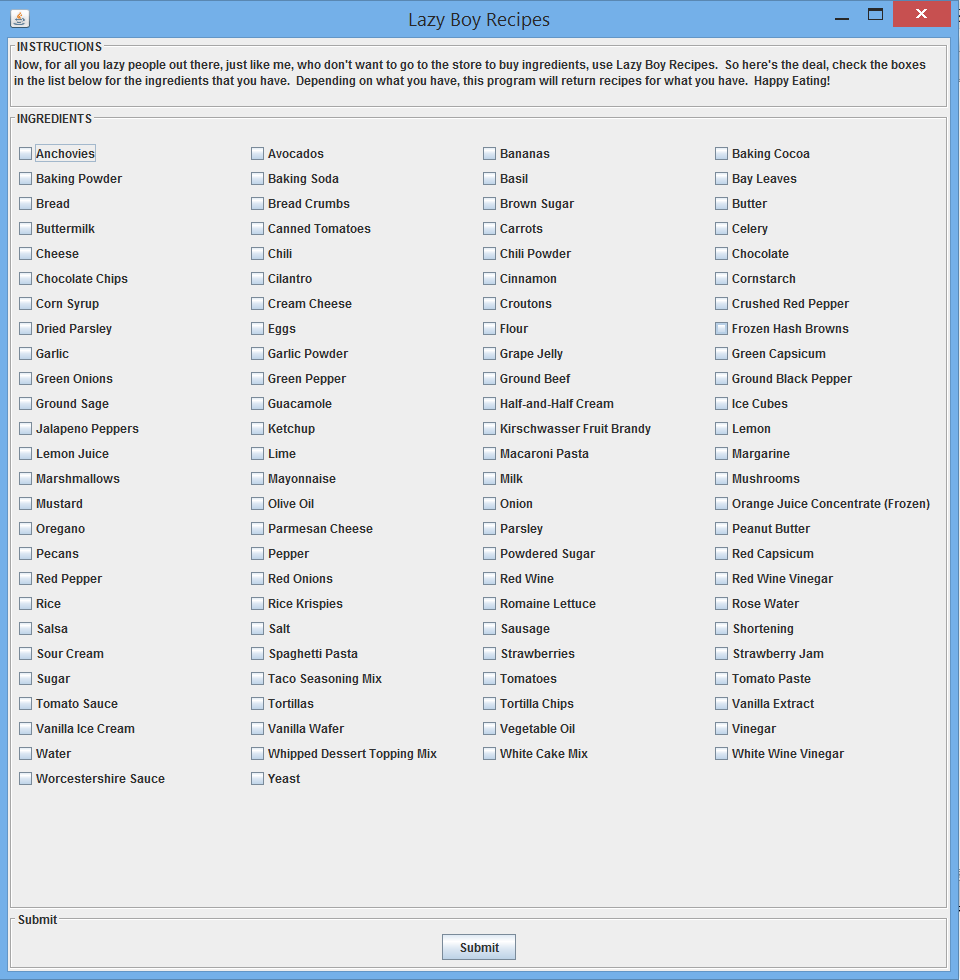 Lazy Boy Recipes
INSTRUCTIONS
Now, for all you lazy people out there, just like me, who don't want to go to the store to buy ingredients, use Lazy Boy Recipes.  So here's the deal, check the boxes
in the list below for the ingredients that you have.  Depending on what you have, this program will return recipes for what you have.  Happy Eating!
INGREDIENTS
Anchovies Avocados Bananas Baking Cocoa
Baking Powder Baking Soda Basil Bay Leaves
Bread Bread Crumbs Brown Sugar Butter
Buttermilk Canned Tomatoes Carrots Celery
Cheese Chili Chili Powder Chocolate
Chocolate Chips Cilantro Cinnamon Cornstarch
Corn Syrup Cream Cheese Croutons Crushed Red Pepper
Dried Parsley Eggs Flour Frozen Hash Browns
Garlic Garlic Powder Grape Jelly Green Capsicum
Green Onions Green Pepper Ground Beef Ground Black Pepper
Ground Sage Guacamole Half-and-Half Cream Ice Cubes
Jalapeno Peppers Ketchup Kirschwasser Fruit Brandy Lemon
Lemon Juice Lime Macaroni Pasta Margarine
Marshmallows Mayonnaise Milk Mushrooms
Mustard Olive Oil Onion Orange Juice Concentrate (Frozen)
Oregano Parmesan Cheese Parsley Peanut Butter
Pecans Pepper Powdered Sugar Red Capsicum
Red Pepper Red Onions Red Wine Red Wine Vinegar
Rice Rice Krispies Romaine Lettuce Rose Water
Salsa Salt Sausage Shortening
Sour Cream Spaghetti Pasta Strawberries Strawberry Jam
Sugar Taco Seasoning Mix Tomatoes Tomato Paste
Tomato Sauce Tortillas Tortilla Chips Vanilla Extract
Vanilla Ice Cream Vanilla Wafer Vegetable Oil Vinegar
Water Whipped Dessert Topping Mix White Cake Mix White Wine Vinegar
Worcestershire Sauce Yeast
Submit
Submit